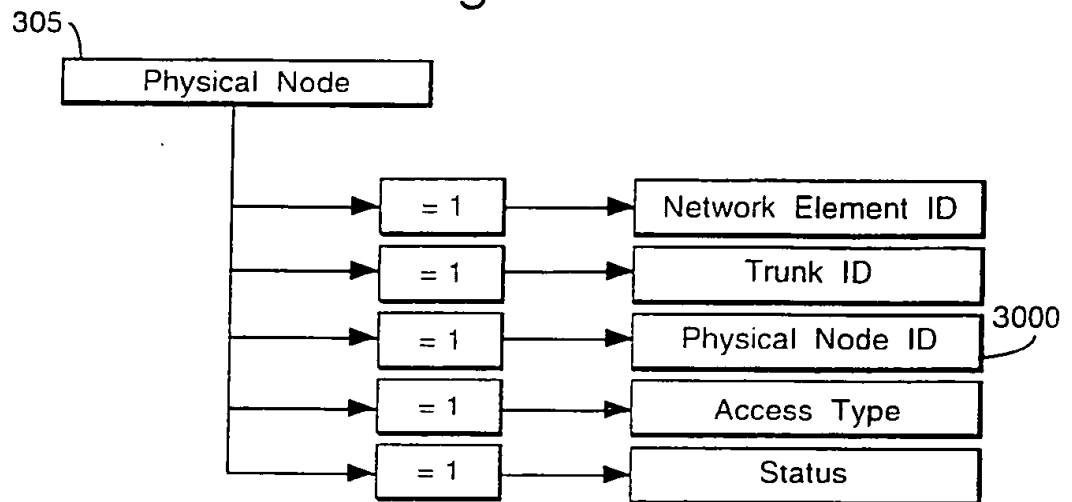 305
Physical Node
= 1 Network Element ID
= 1 Trunk ID
= 1 Physical Node ID
3000
= 1 Access Type
= 1 Status